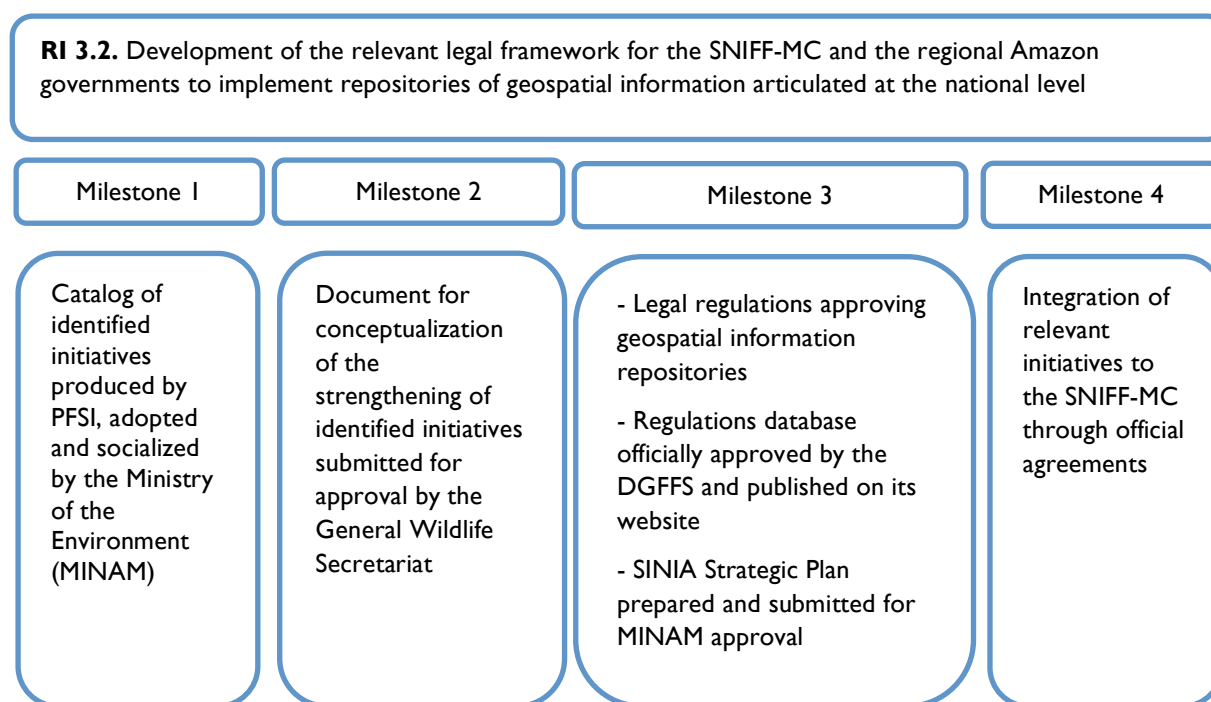 RI 3.2. Development of the relevant legal framework for the SNIFF-MC and the regional Amazon
governments to implement repositories of geospatial information articulated at the national level
Milestone 1
Milestone 2
Milestone 3
Milestone 4
Catalog of
identified
initiatives
produced by
PFSI, adopted
and socialized
by the Ministry
of the
Environment
(MINAM)
Document for
conceptualization
of the
strengthening of
identified initiatives
submitted for
approval by the
General Wildlife
Secretariat
- Legal regulations approving
geospatial information
repositories
- Regulations database
officially approved by the
DGFFS and published on its
website
- SINIA Strategic Plan
prepared and submitted for
MINAM approval
Integration of
relevant
initiatives to
the SNIFF-MC
through official
agreements